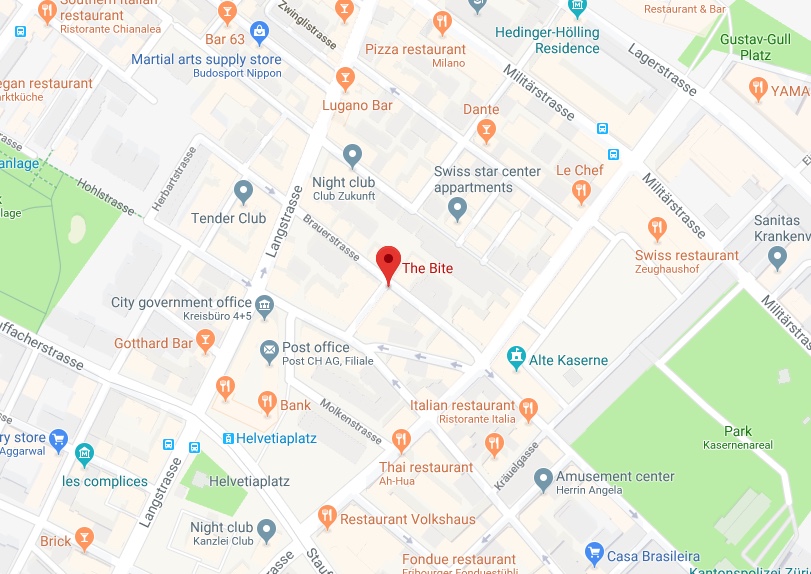 Southern Italian
restaurant
Ristorante Chianalea
Bar 63
Zwinglistrasse
Lugano
Martial arts supply store
Budosport Nippon
Pizza restaurant
Milano
Hedinger-Hölling
Residence
Restaurant & Bar
Gustav-Gull
Platz
Lagerstrasse
Militärstrasse
egan restaurant
arktküche
Lugano Bar
Dante
YAMA
anlage
Hohlstrasse
Herbartstrasse
Langstrasse
Night club
Club Zukunft
Swiss star center
appartments
Le Chef
Militärstrasse
lage
Tender Club
Brauerstrasse
Swiss restaurant
Zeughaushof
Sanitas
Krankenv
The Bite
City government office
Kreisbüro 4+5
Militärstr
uffacherstrasse
Gotthard Bar
Post office
Post CH AG, Filiale
Alte Kaserne
Bank
Molkenstrasse
Italian restaurant
Ristorante Italia
Park
Kasernenareal
ry store
Aggarwal
Helvetiaplatz
les complices
Thai restaurant
Ah-Hua
Kräuelgasse
Helvetiaplatz
Amusement center
Herrin Angela
Langstrasse
Night club
Kanzlei Club
Restaurant Volkshaus
Brick
Fondue restaurant
Fribourger Fonduestübli
Casa Brasileira
Kantonspolizei Züri